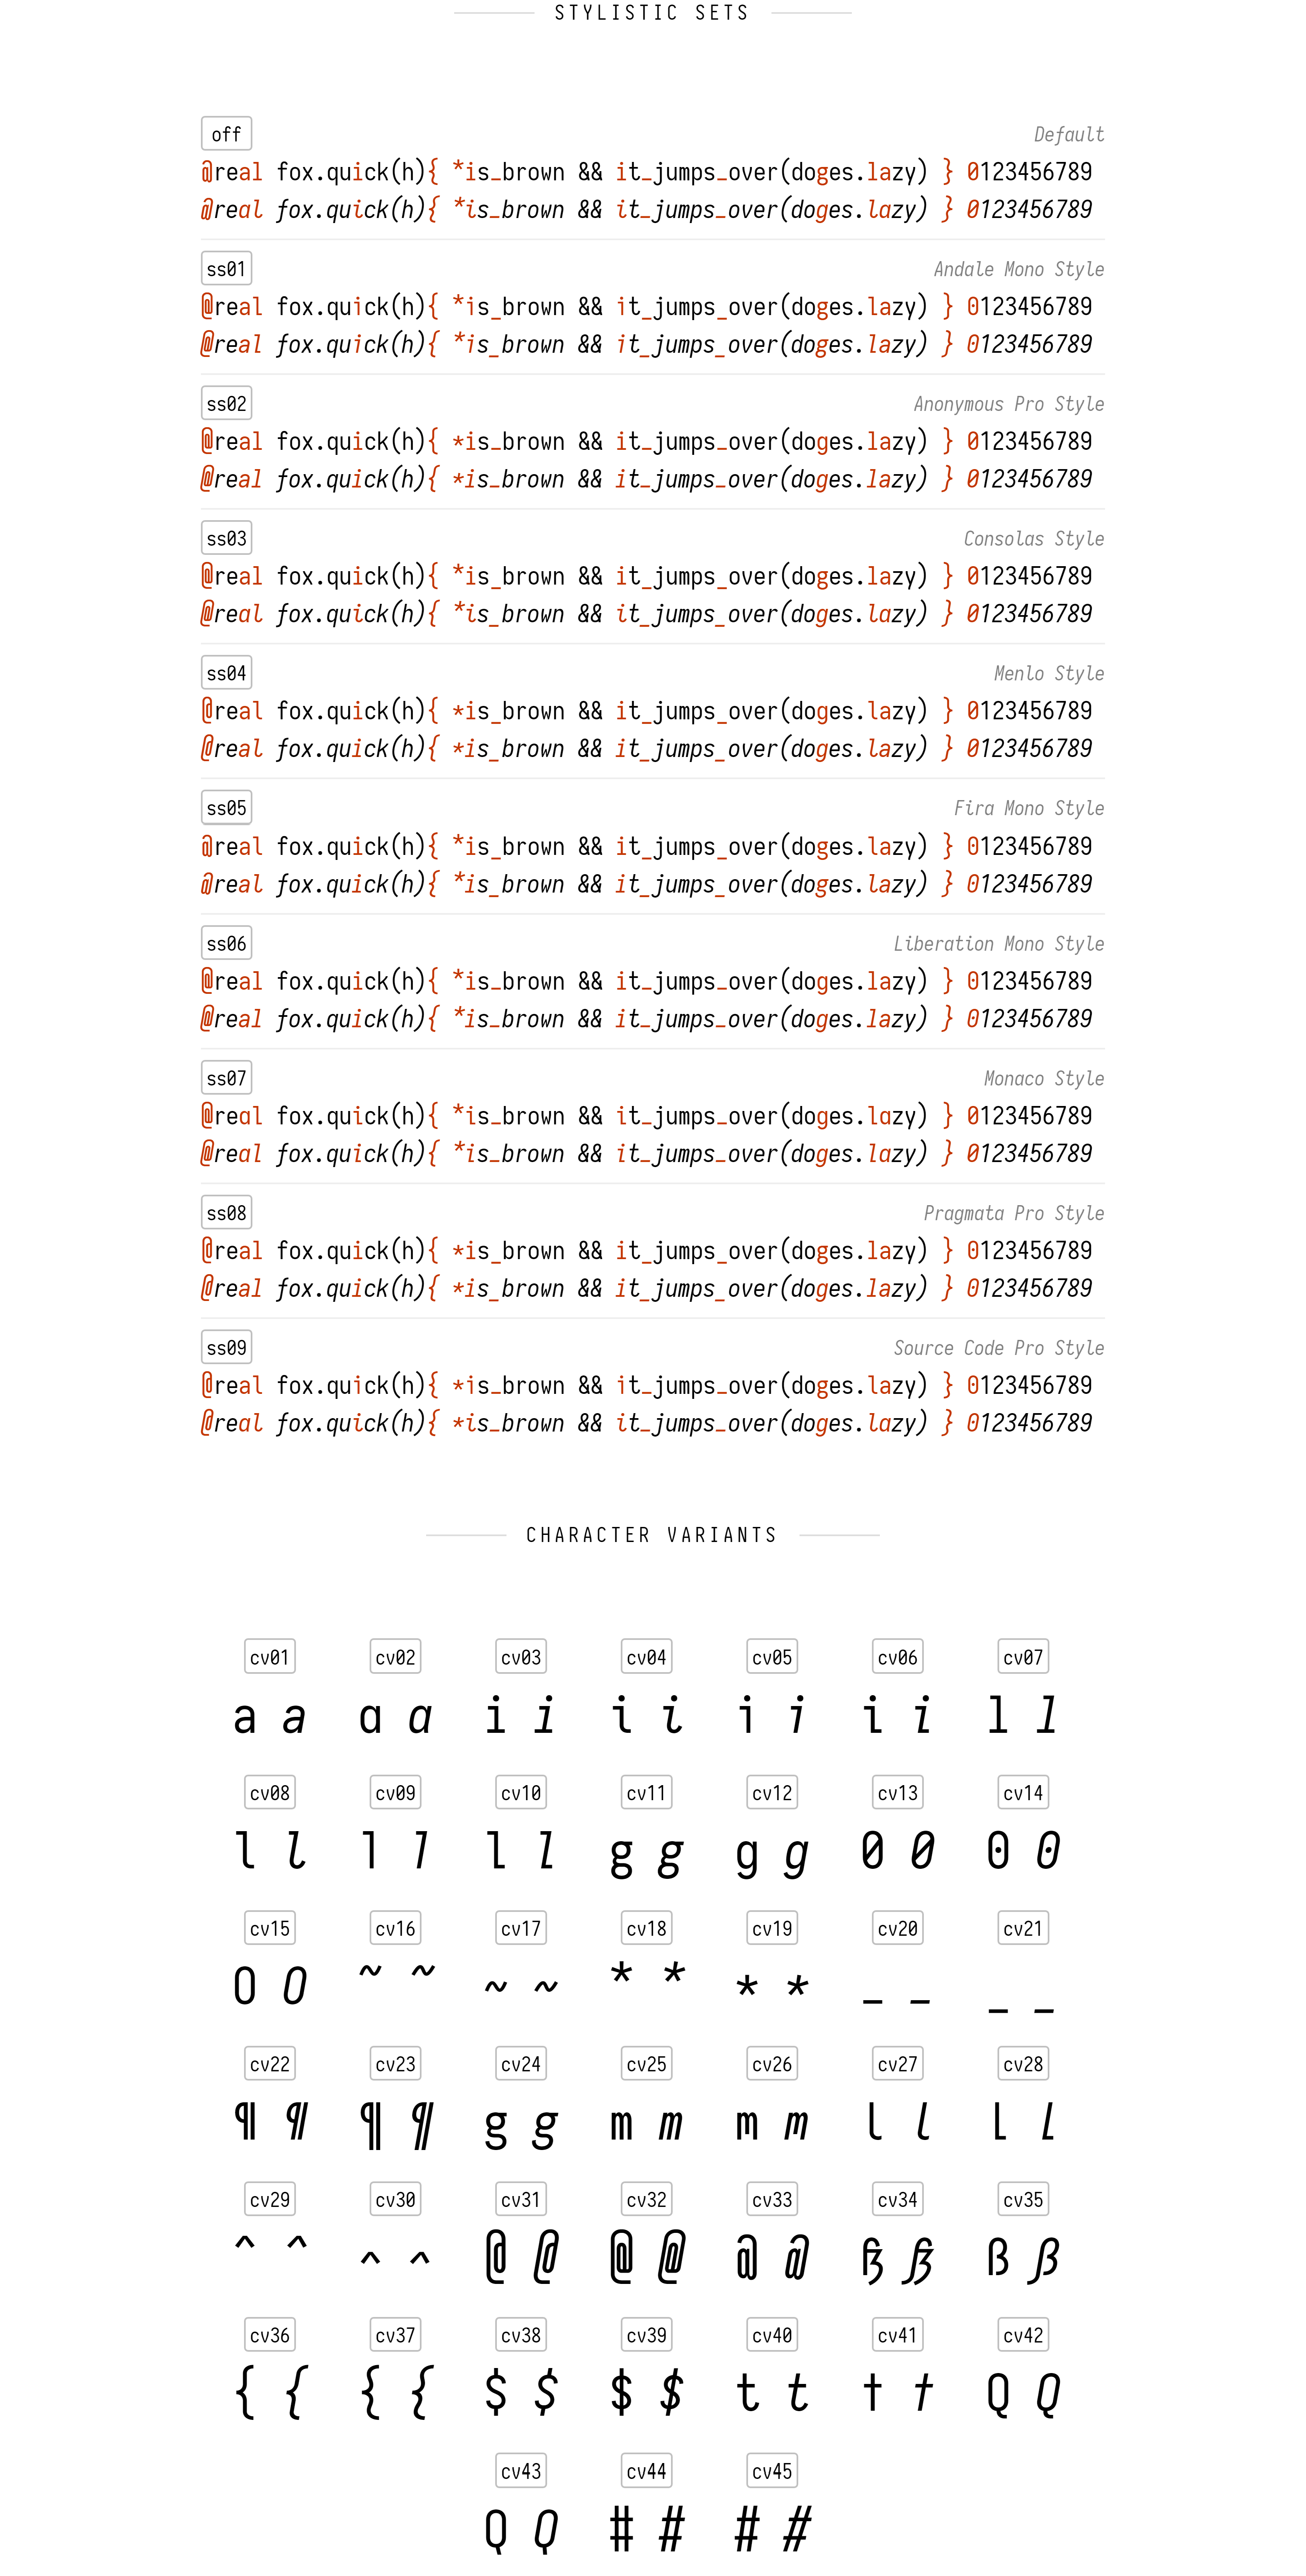 STYLISTIC SETS
off Default
@real fox.quick(h){ *is_brown && it_jumps_over(doges.lazy) } 0123456789
@real fox.quick(h){ *is_brown && it_jumps_over(doges.lazy) } 0123456789
ss01 Andale Mono Style
@real fox.quick(h){ *is_brown && it_jumps_over(doges.lazy) } 0123456789
@real fox.quick(h){ *is_brown && it_jumps_over(doges.lazy) } 0123456789
ss02 Anonymous Pro Style
@real fox.quick(h){ *is_brown && it_jumps_over(doges.lazy) } 0123456789
@real fox.quick(h){ *is_brown && it_jumps_over(doges.lazy) } 0123456789
ss03 Consolas Style
@real fox.quick(h){ *is_brown && it_jumps_over(doges.lazy) } 0123456789
@real fox.quick(h){ *is_brown && it_jumps_over(doges.lazy) } 0123456789
ss04 Menlo Style
@real fox.quick(h){ *is_brown && it_jumps_over(doges.lazy) } 0123456789
@real fox.quick(h){ *is_brown && it_jumps_over(doges.lazy) } 0123456789
ss05 Fira Mono Style
@real fox.quick(h){ *is_brown && it_jumps_over(doges.lazy) } 0123456789
@real fox.quick(h){ *is_brown && it_jumps_over(doges.lazy) } 0123456789
ss06 Liberation Mono Style
@real fox.quick(h){ *is_brown && it_jumps_over(doges.lazy) } 0123456789
@real fox.quick(h){ *is_brown && it_jumps_over(doges.lazy) } 0123456789
ss07 Monaco Style
@real fox.quick(h){ *is_brown && it_jumps_over(doges.lazy) } 0123456789
@real fox.quick(h){ *is_brown && it_jumps_over(doges.lazy) } 0123456789
ss08 Pragmata Pro Style
@real fox.quick(h){ *is_brown && it_jumps_over(doges.lazy) } 0123456789
@real fox.quick(h){ *is_brown && it_jumps_over(doges.lazy) } 0123456789
ss09 Source Code Pro Style
@real fox.quick(h){ *is_brown && it_jumps_over(doges.lazy) } 0123456789
@real fox.quick(h){ *is_brown && it_jumps_over(doges.lazy) } 0123456789
CHARACTER VARIANTS
cv01 cv02 cv03 cv04 cv05 cv06 cv07
a a a a i i i i i i i i l l
cv08 cv09 cv10 cv11 cv12 cv13 cv14
l l l l l l g g g g 0 0 0 0
cv15 cv16 cv17 cv18 cv19 cv20 cv21
0 0 ~ ~ ~ ~ * * * * _ _ _ _
cv22 cv23 cv24 cv25 cv26 cv27 cv28
¶ ¶ ¶ ¶ g g m m m m l l l l
cv29 cv30 cv31 cv32 cv33 cv34 cv35
^ ^ ^ ^ @ @ @ @ @ @ ß ß ß ß
cv36 cv37 cv38 cv39 cv40 cv41 cv42
{ { { { $ $ $ $ t t t t Q Q
cv43 cv44 cv45
Q Q # # # #